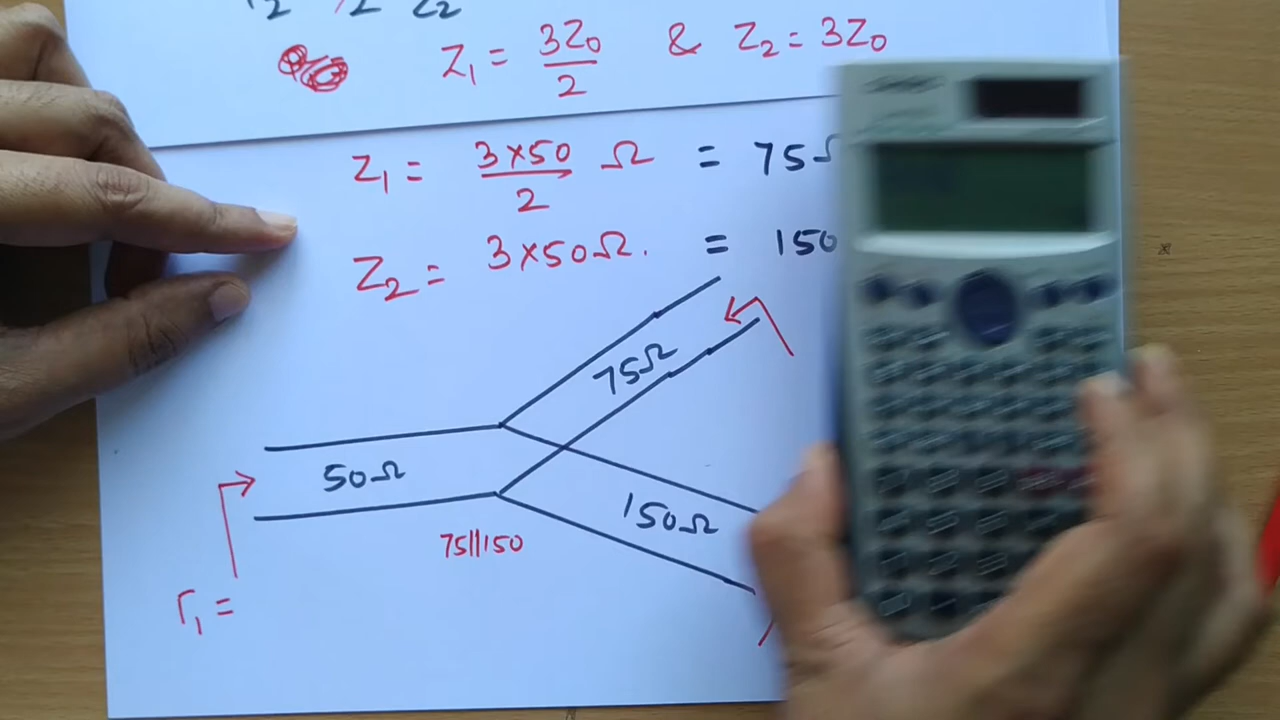 Z₁ = 3Z₀/2 & Z₂ = 3Z₀
Z₁ = 3×50/2 Ω = 75Ω
Z₂ = 3×50Ω. = 150
75Ω
50Ω
150Ω
75||150
Γ₁ =